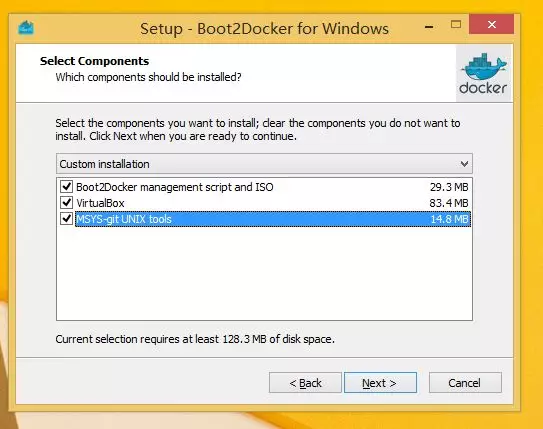 Setup - Boot2Docker for Windows
Select Components
Which components should be installed?
docker
Select the components you want to install; clear the components you do not want to
install. Click Next when you are ready to continue.
Custom installation
Boot2Docker management script and ISO 29.3 MB
VirtualBox 83.4 MB
MSYS-git UNIX tools 14.8 MB
Current selection requires at least 128.3 MB of disk space.
< Back Next > Cancel